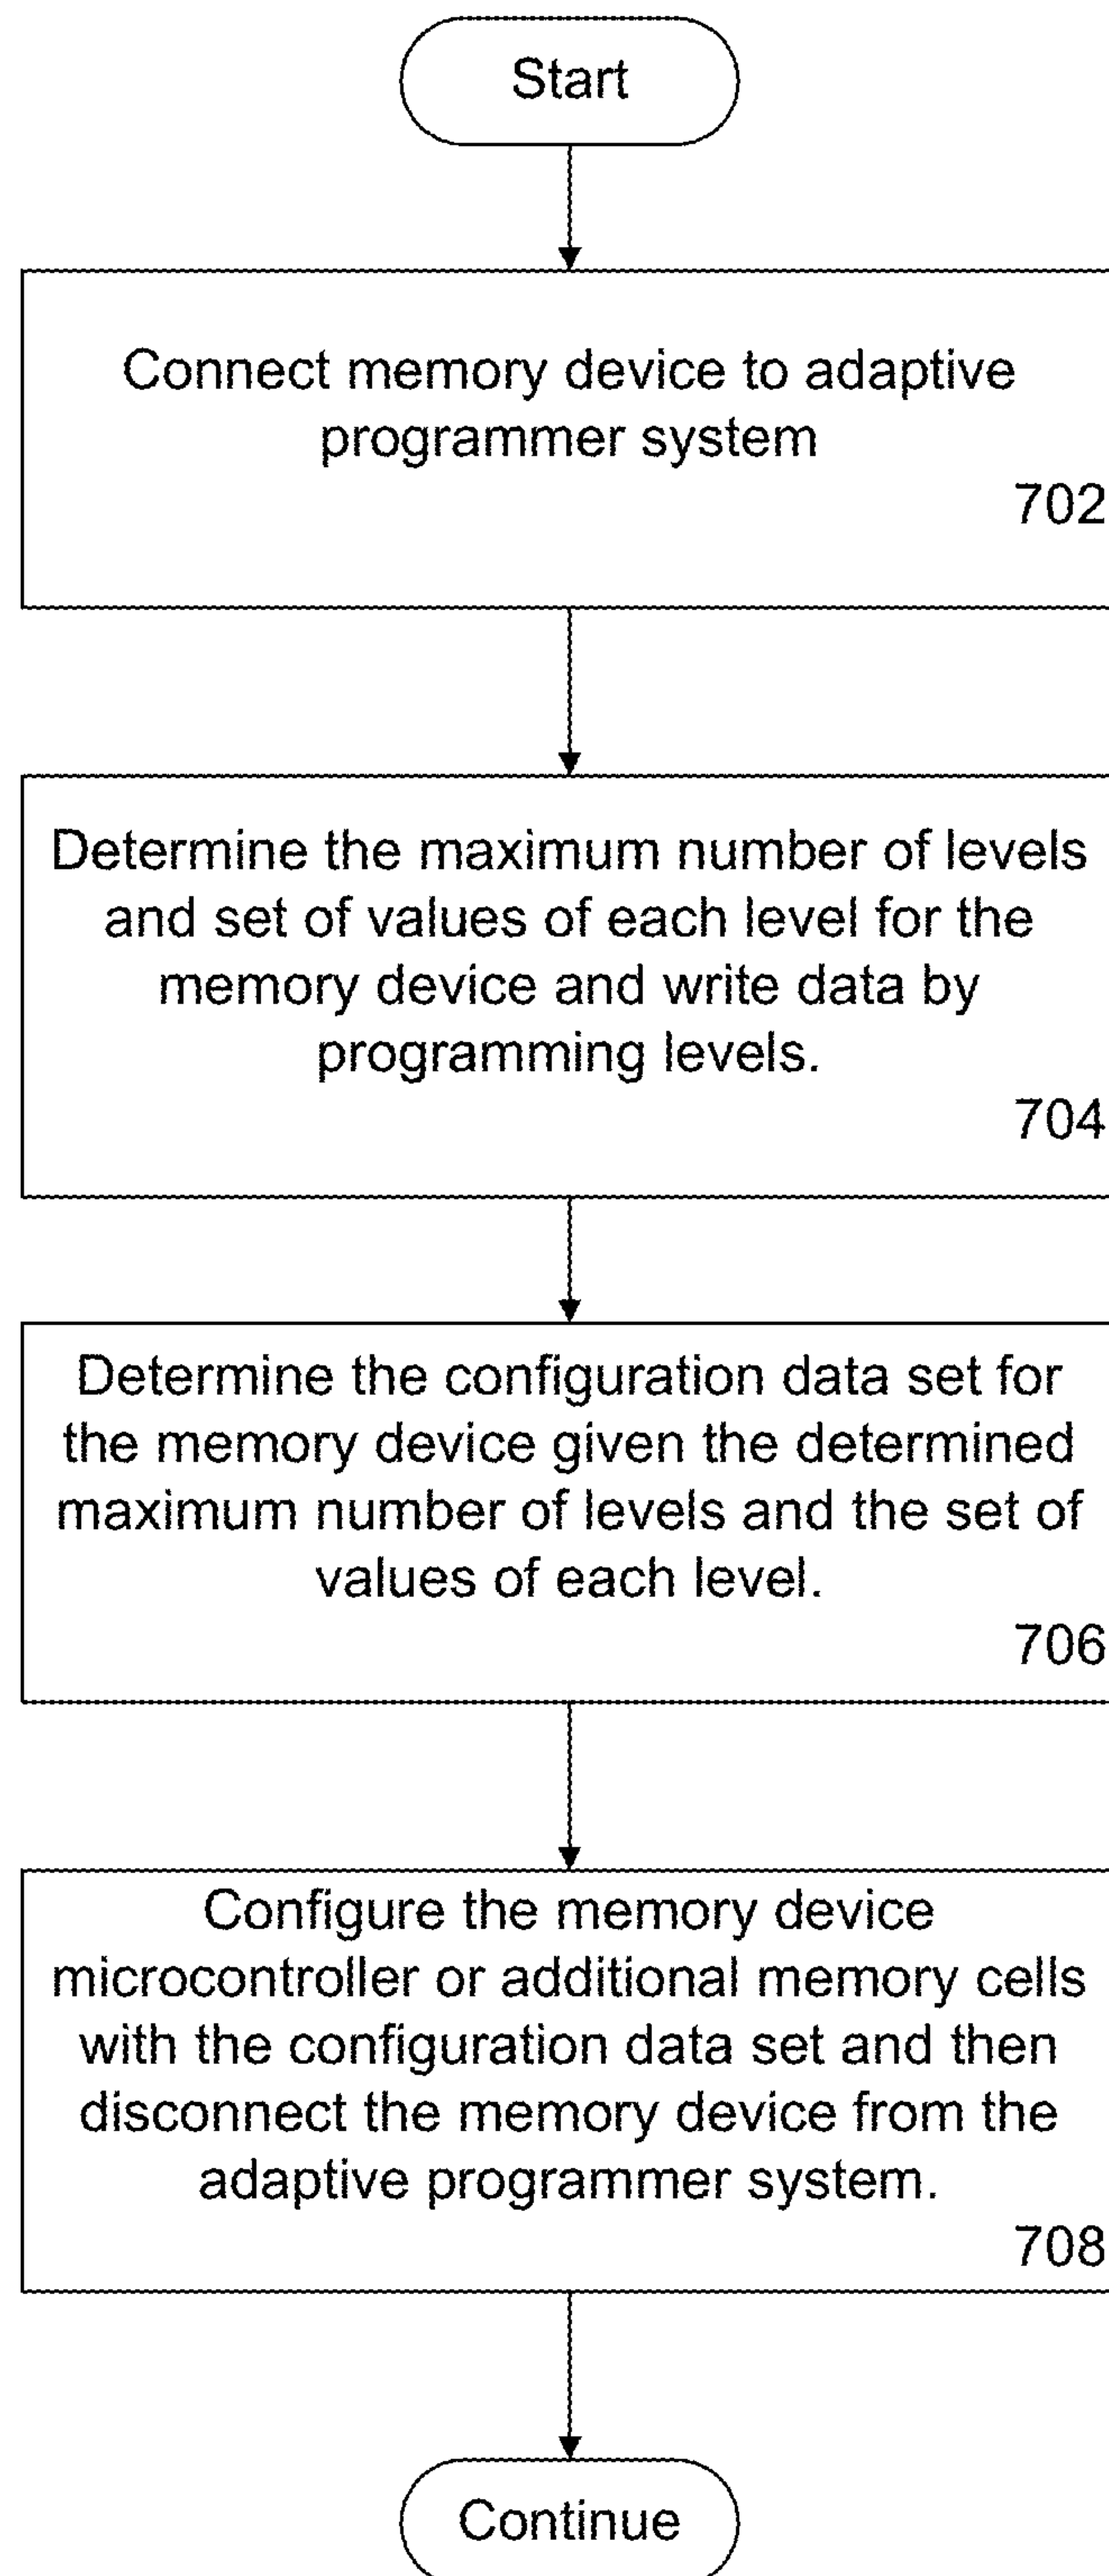 Start
Connect memory device to adaptive
programmer system
702
Determine the maximum number of levels
and set of values of each level for the
memory device and write data by
programming levels.
704
Determine the configuration data set for
the memory device given the determined
maximum number of levels and the set of
values of each level.
706
Configure the memory device
microcontroller or additional memory cells
with the configuration data set and then
disconnect the memory device from the
adaptive programmer system.
708
Continue